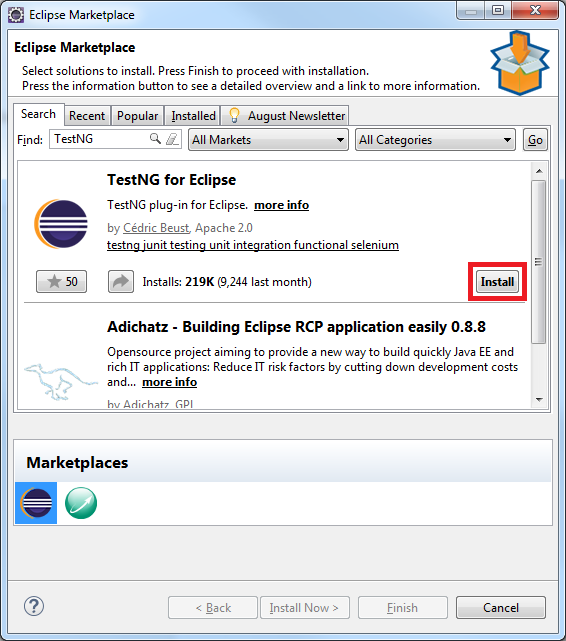 Eclipse Marketplace
Eclipse Marketplace
Select solutions to install. Press Finish to proceed with installation.
Press the information button to see a detailed overview and a link to more information.
Search Recent Popular Installed August Newsletter
Find: TestNG All Markets All Categories Go
TestNG for Eclipse
TestNG plug-in for Eclipse. more info
by Cédric Beust, Apache 2.0
testng junit testing unit integration functional selenium
50 Installs: 219K (9,244 last month) Install
Adichatz - Building Eclipse RCP application easily 0.8.8
Opensource project aiming to provide a new way to build quickly Java EE and
rich IT applications: Reduce IT risk factors by cutting down development costs
and... more info
by Adichatz, GPL
Marketplaces
< Back Install Now > Finish Cancel